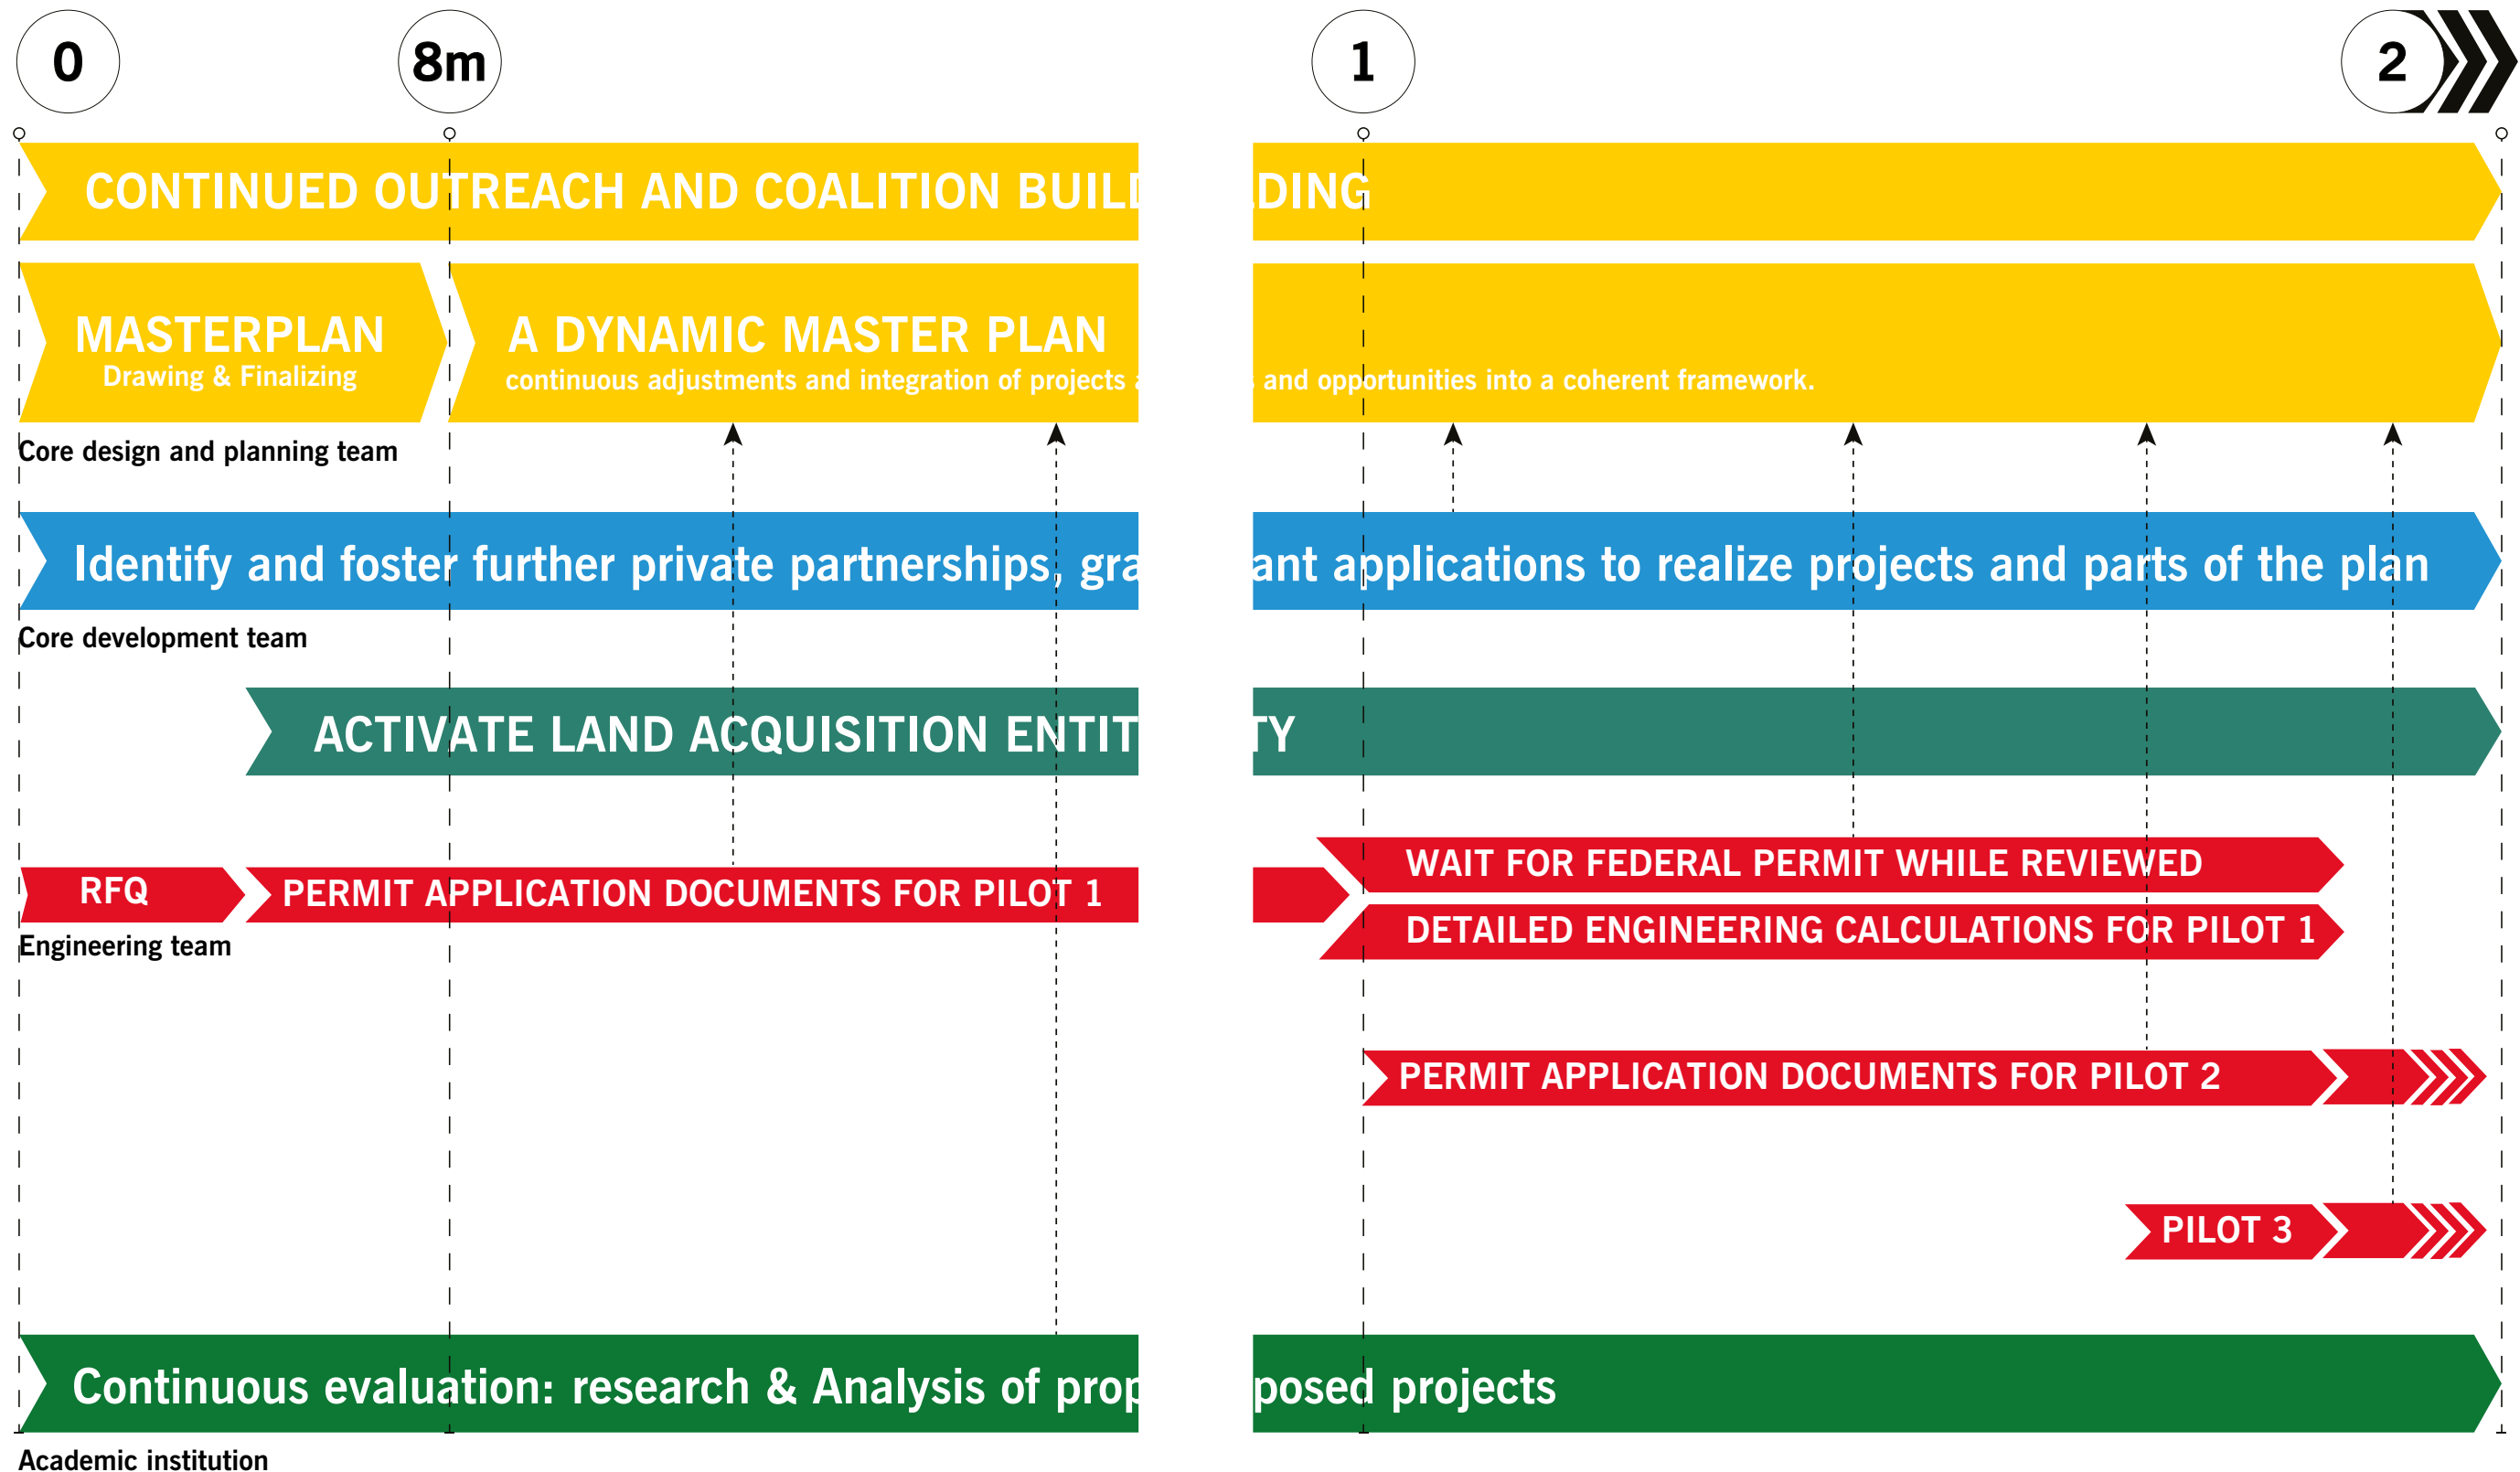 0 8m 1 2
CONTINUED OUTREACH AND COALITION BUILD DING
MASTERPLAN
Drawing & Finalizing
A DYNAMIC MASTER PLAN
continuous adjustments and integration of projects and opportunities into a coherent framework.
Core design and planning team
Identify and foster further private partnerships, gra ant applications to realize projects and parts of the plan
Core development team
ACTIVATE LAND ACQUISITION ENTIT TY
WAIT FOR FEDERAL PERMIT WHILE REVIEWED
RFQ
PERMIT APPLICATION DOCUMENTS FOR PILOT 1
DETAILED ENGINEERING CALCULATIONS FOR PILOT 1
Engineering team
PERMIT APPLICATION DOCUMENTS FOR PILOT 2
PILOT 3
Continuous evaluation: research & Analysis of prop posed projects
Academic institution